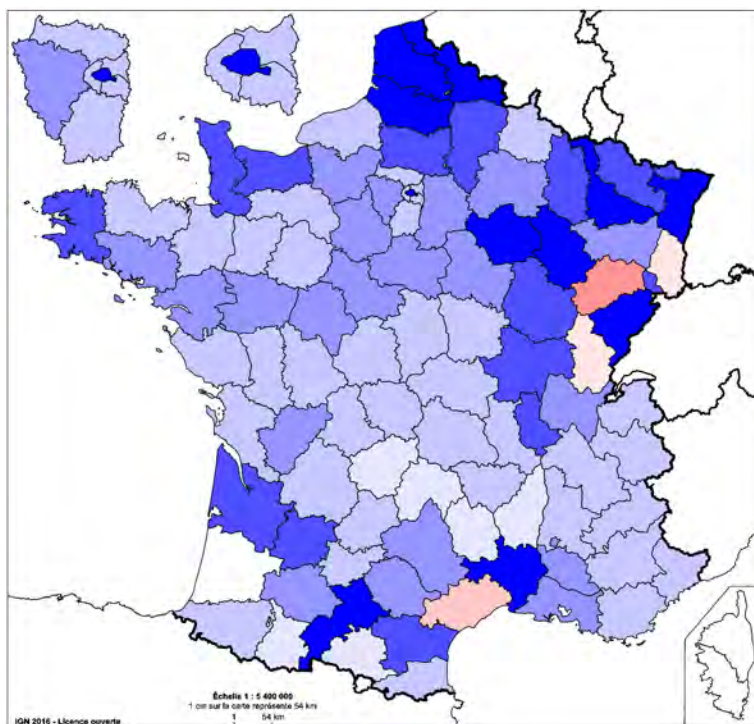 Échelle 1 : 5 400 000
1 cm sur la carte représente 54 km
1 54 km
IGN 2016 - Licence ouverte